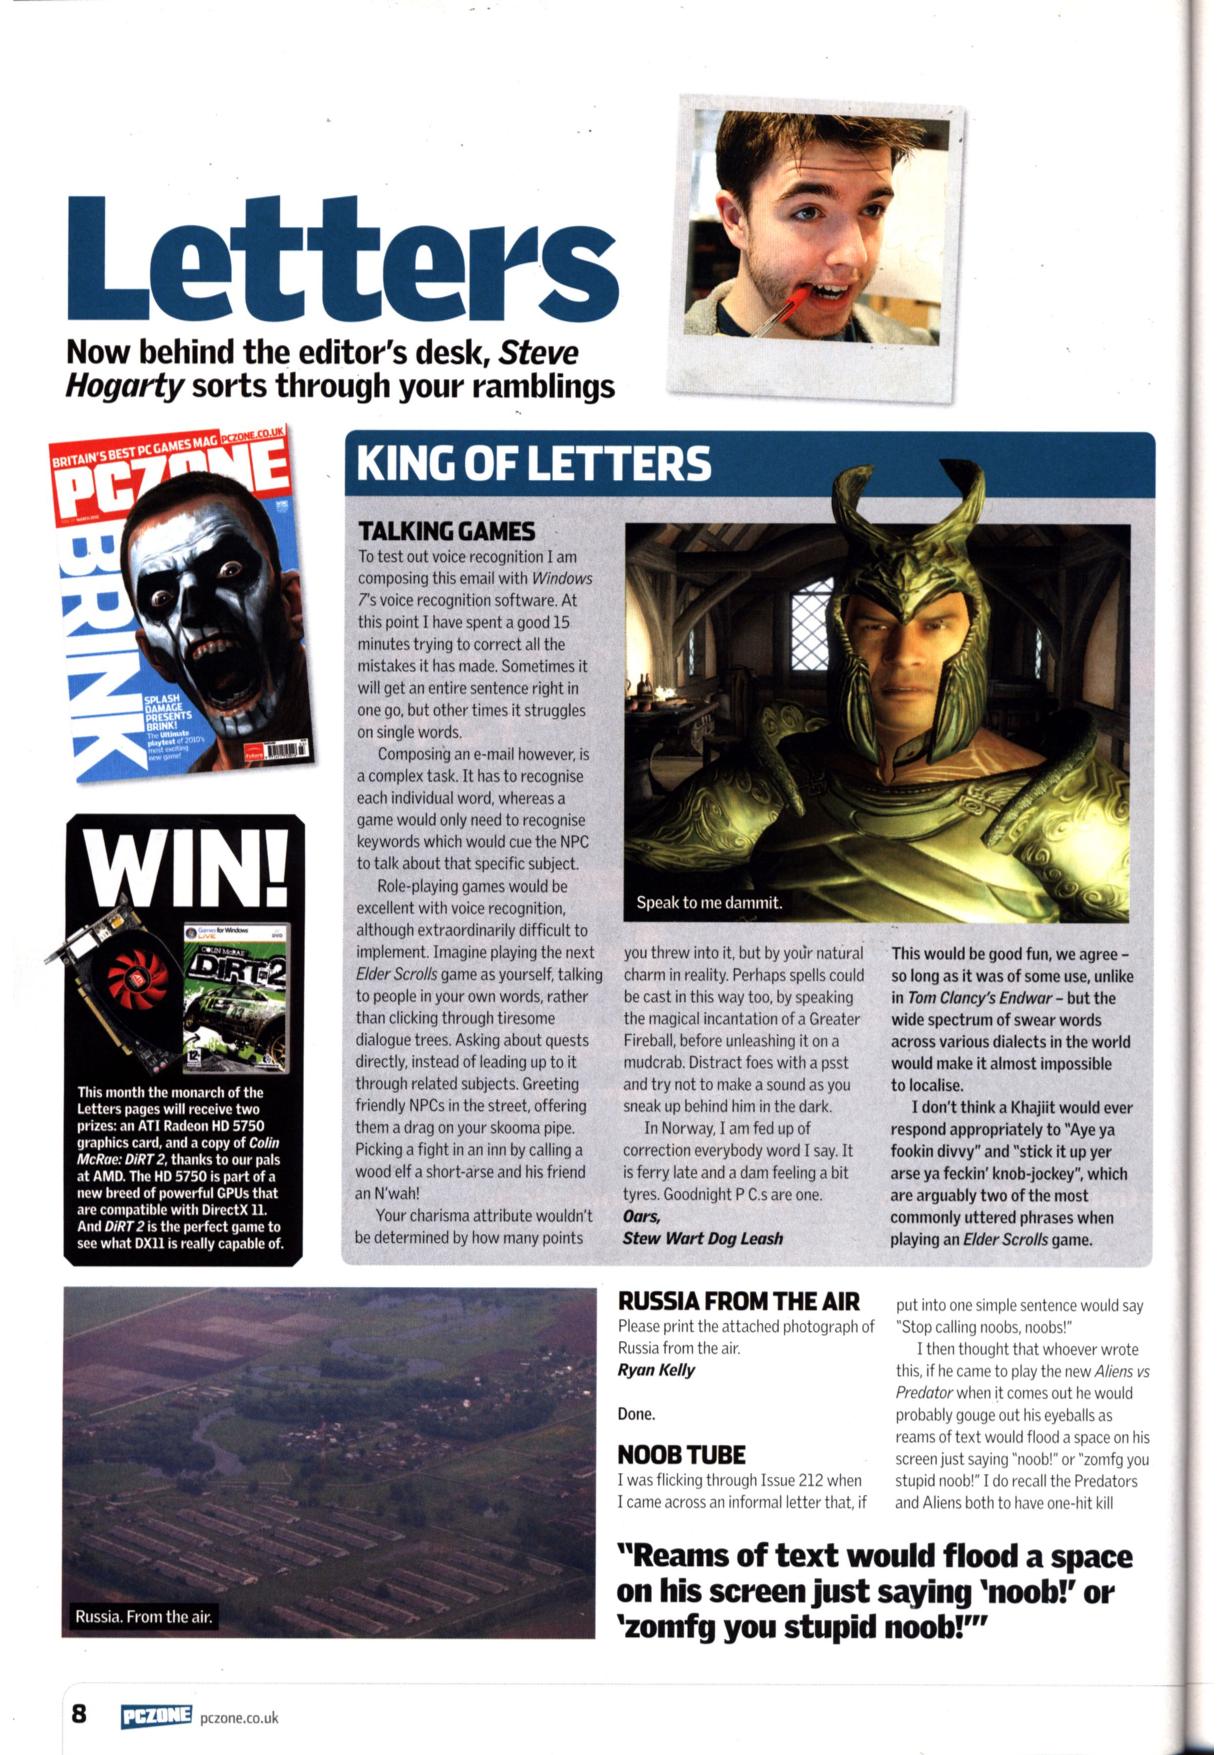 Letters
Now behind the editor's desk, Steve
Hogarty sorts through your ramblings
BRITAIN'S BEST PC GAMES MAG PCZONE.CO.UK
PCZONE
BRINK
SPLASH
DAMAGE
PRESENTS
BRINK!
The Ultimate
playtest of 2010's
most exciting
new game!
WIN!
Games for Windows
LIVE
COLIN McRAE
DiRT2
12
This month the monarch of the
Letters pages will receive two
prizes: an ATI Radeon HD 5750
graphics card, and a copy of Colin
McRae: DiRT 2, thanks to our pals
at AMD. The HD 5750 is part of a
new breed of powerful GPUs that
are compatible with DirectX 11.
And DiRT 2 is the perfect game to
see what DX11 is really capable of.
KING OF LETTERS
TALKING GAMES
To test out voice recognition I am
composing this email with Windows
7's voice recognition software. At
this point I have spent a good 15
minutes trying to correct all the
mistakes it has made. Sometimes it
will get an entire sentence right in
one go, but other times it struggles
on single words.
Composing an e-mail however, is
a complex task. It has to recognise
each individual word, whereas a
game would only need to recognise
keywords which would cue the NPC
to talk about that specific subject.
Role-playing games would be
excellent with voice recognition,
although extraordinarily difficult to
implement. Imagine playing the next
Elder Scrolls game as yourself, talking
to people in your own words, rather
than clicking through tiresome
dialogue trees. Asking about quests
directly, instead of leading up to it
through related subjects. Greeting
friendly NPCs in the street, offering
them a drag on your skooma pipe.
Picking a fight in an inn by calling a
wood elf a short-arse and his friend
an N'wah!
Your charisma attribute wouldn't
be determined by how many points
Speak to me dammit.
you threw into it, but by your natural
charm in reality. Perhaps spells could
be cast in this way too, by speaking
the magical incantation of a Greater
Fireball, before unleashing it on a
mudcrab. Distract foes with a psst
and try not to make a sound as you
sneak up behind him in the dark.
In Norway, I am fed up of
correction everybody word I say. It
is ferry late and a dam feeling a bit
tyres. Goodnight P C.s are one.
Oars,
Stew Wart Dog Leash
This would be good fun, we agree –
so long as it was of some use, unlike
in Tom Clancy's Endwar – but the
wide spectrum of swear words
across various dialects in the world
would make it almost impossible
to localise.
I don't think a Khajiit would ever
respond appropriately to "Aye ya
fookin divvy" and "stick it up yer
arse ya feckin' knob-jockey", which
are arguably two of the most
commonly uttered phrases when
playing an Elder Scrolls game.
Russia. From the air.
RUSSIA FROM THE AIR
Please print the attached photograph of
Russia from the air.
Ryan Kelly
Done.
NOOB TUBE
I was flicking through Issue 212 when
I came across an informal letter that, if
put into one simple sentence would say
"Stop calling noobs, noobs!"
I then thought that whoever wrote
this, if he came to play the new Aliens vs
Predator when it comes out he would
probably gouge out his eyeballs as
reams of text would flood a space on his
screen just saying "noob!" or "zomfg you
stupid noob!" I do recall the Predators
and Aliens both to have one-hit kill
"Reams of text would flood a space
on his screen just saying 'noob!' or
'zomfg you stupid noob!'"
8
PCZONE
pczone.co.uk